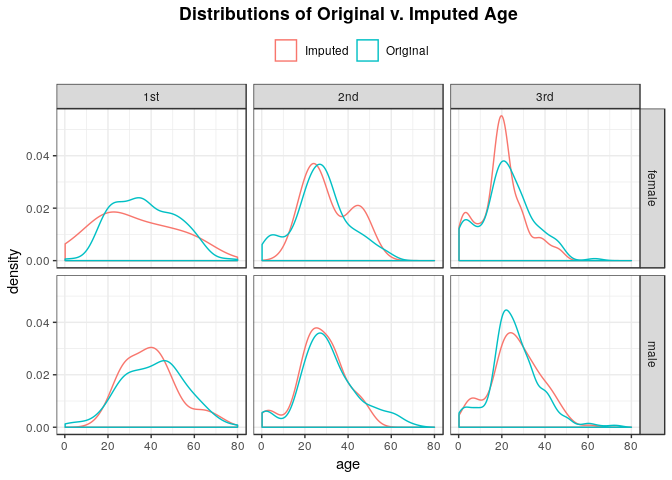 Distributions of Original v. Imputed Age
Imputed Original
1st 2nd 3rd
0.04
0.02
0.00
female
0.04
0.02
0.00
male
density
0 20 40 60 80 0 20 40 60 80 0 20 40 60 80
age